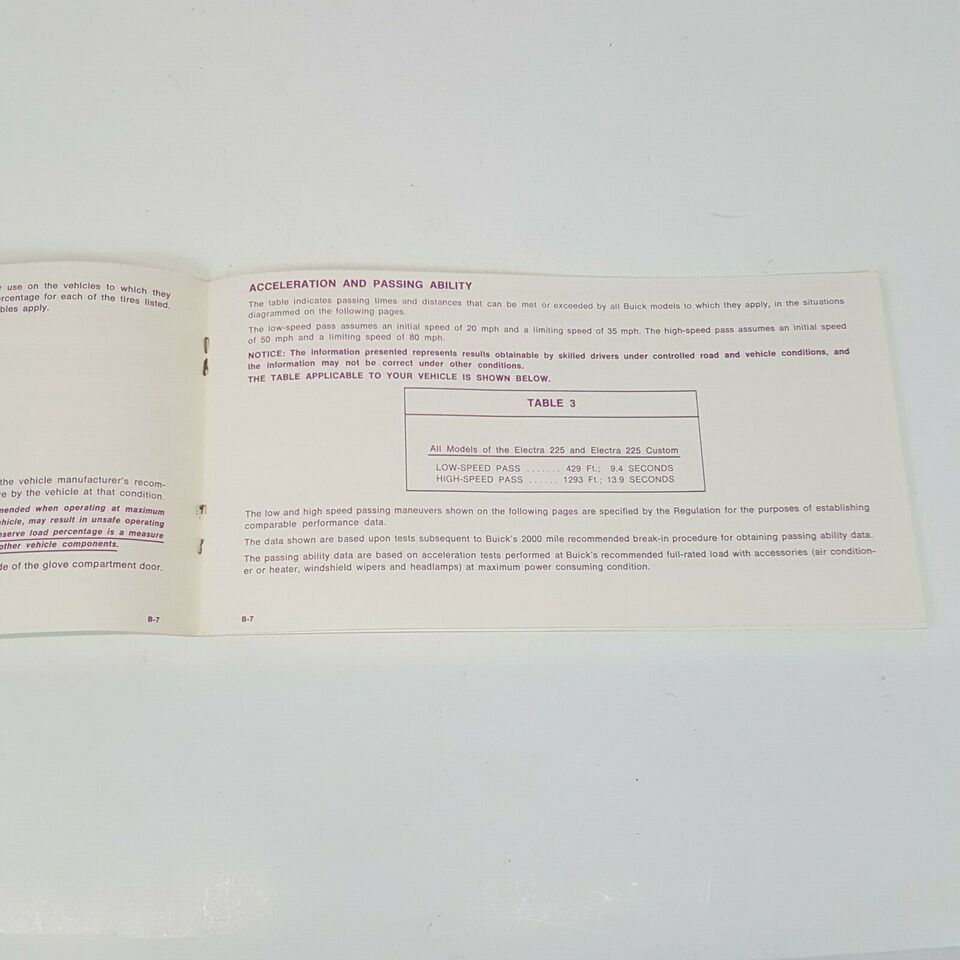 r use on the vehicles to which they
rcentage for each of the tires listed.
bles apply.
the vehicle manufacturer's recom-
re by the vehicle at that condition.
mended when operating at maximum
ehicle, may result in unsafe operating
eserve load percentage is a measure
other vehicle components.
de of the glove compartment door.
B-7
ACCELERATION AND PASSING ABILITY
The table indicates passing times and distances that can be met or exceeded by all Buick models to which they apply, in the situations
diagrammed on the following pages.
The low-speed pass assumes an initial speed of 20 mph and a limiting speed of 35 mph. The high-speed pass assumes an initial speed
of 50 mph and a limiting speed of 80 mph.
NOTICE: The information presented represents results obtainable by skilled drivers under controlled road and vehicle conditions, and
the information may not be correct under other conditions.
THE TABLE APPLICABLE TO YOUR VEHICLE IS SHOWN BELOW.
TABLE 3
All Models of the Electra 225 and Electra 225 Custom
LOW-SPEED PASS ....... 429 Ft.; 9.4 SECONDS
HIGH-SPEED PASS ...... 1293 Ft.; 13.9 SECONDS
The low and high speed passing maneuvers shown on the following pages are specified by the Regulation for the purposes of establishing
comparable performance data.
The data shown are based upon tests subsequent to Buick's 2000 mile recommended break-in procedure for obtaining passing ability data.
The passing ability data are based on acceleration tests performed at Buick's recommended full-rated load with accessories (air condition-
er or heater, windshield wipers and headlamps) at maximum power consuming condition.
B-7